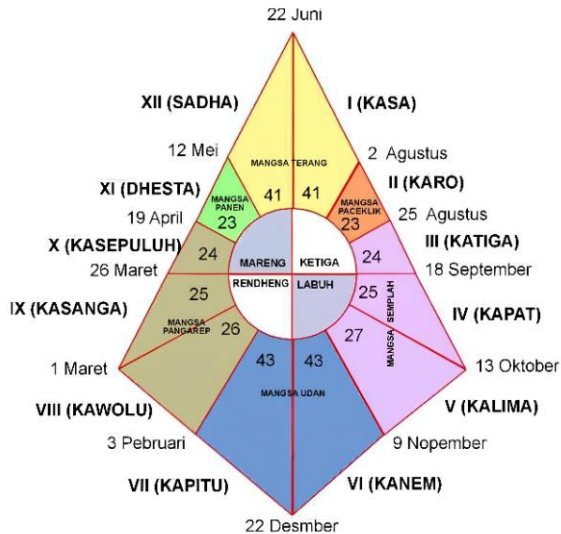 22 Juni
XII (SADHA)
I (KASA)
12 Mei
MANGSA TERANG
2 Agustus
XI (DHESTA)
MANGSA
PANEN
23
41
41
MANGSA
PACEKLIK
23
II (KARO)
19 April
25 Agustus
X (KASEPULUH)
24
MARENG
KETIGA
24
III (KATIGA)
26 Maret
18 September
RENDHENG
LABUH
IX (KASANGA)
25
25
IV (KAPAT)
MANGSA
PANGAREP
26
27
MANGSA SEMPLAH
43
43
1 Maret
13 Oktober
MANGSA UDAN
VIII (KAWOLU)
V (KALIMA)
3 Pebruari
9 Nopember
VII (KAPITU)
VI (KANEM)
22 Desmber